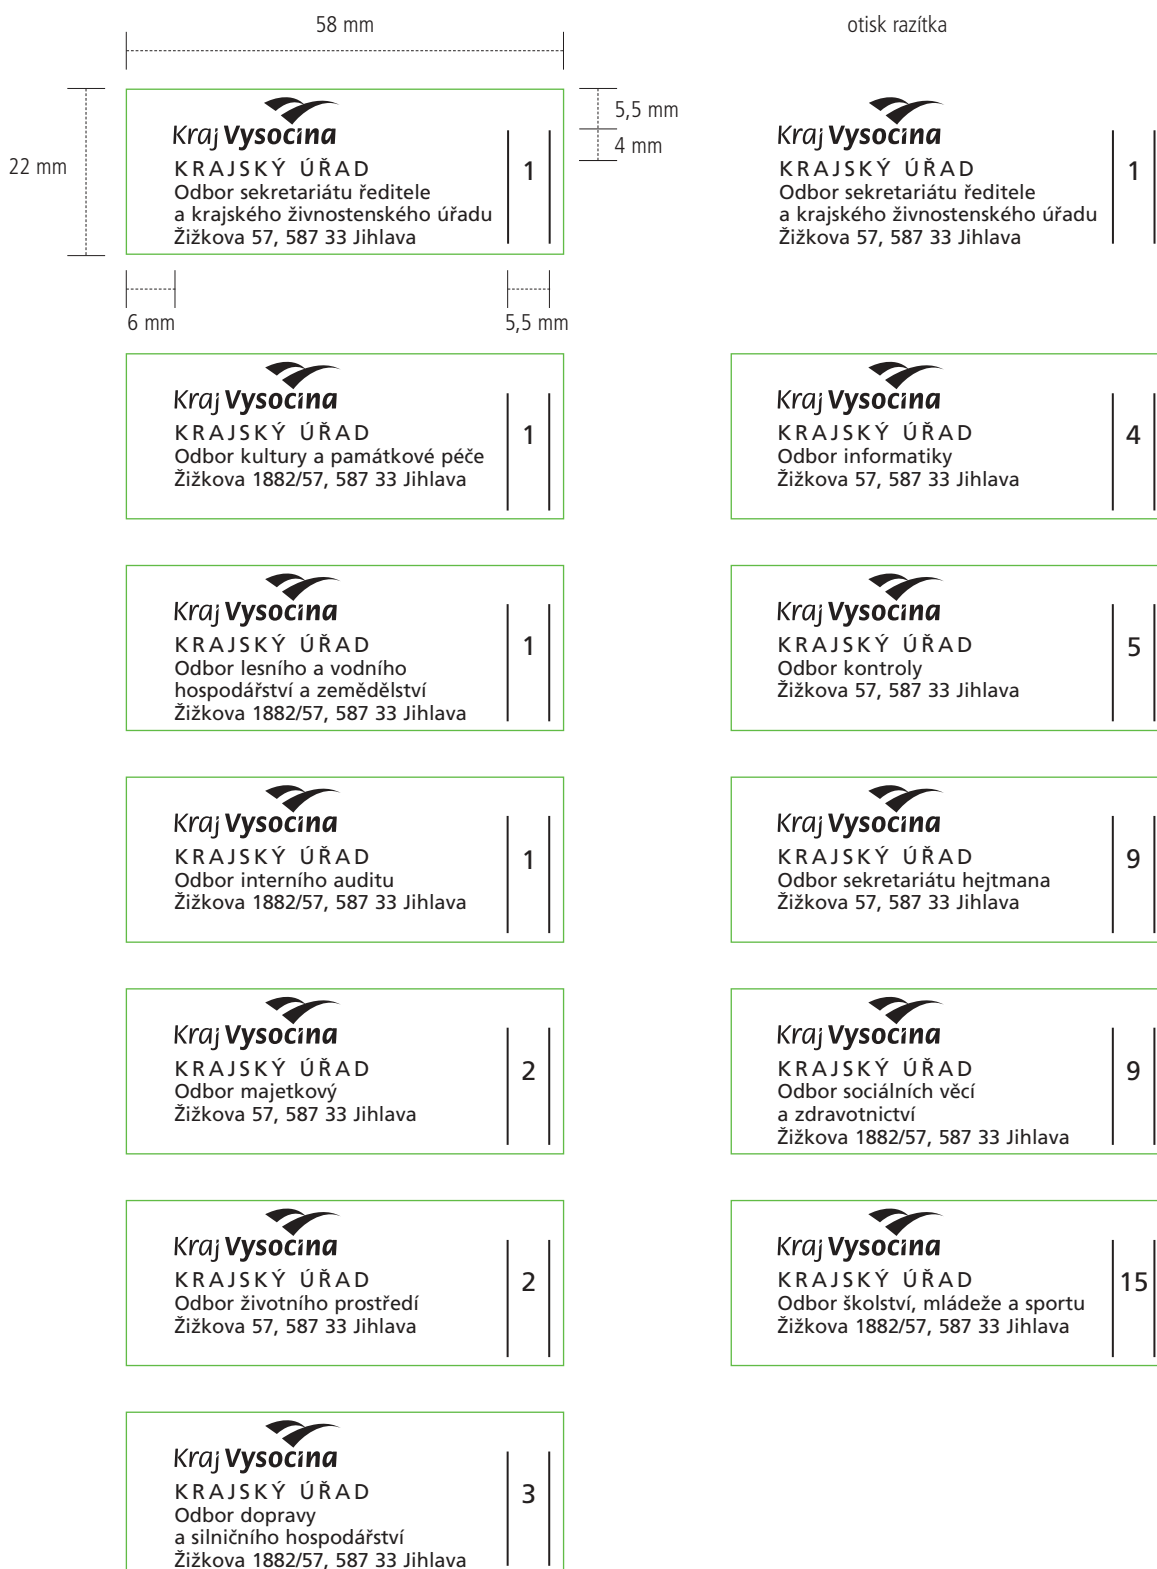 58 mm
otisk razítka
22 mm
5,5 mm
4 mm
Kraj Vysočina
KRAJSKÝ ÚŘAD
Odbor sekretariátu ředitele
a krajského živnostenského úřadu
Žižkova 57, 587 33 Jihlava
1
Kraj Vysočina
KRAJSKÝ ÚŘAD
Odbor sekretariátu ředitele
a krajského živnostenského úřadu
Žižkova 57, 587 33 Jihlava
1
6 mm
5,5 mm
Kraj Vysočina
KRAJSKÝ ÚŘAD
Odbor kultury a památkové péče
Žižkova 1882/57, 587 33 Jihlava
1
Kraj Vysočina
KRAJSKÝ ÚŘAD
Odbor informatiky
Žižkova 57, 587 33 Jihlava
4
Kraj Vysočina
KRAJSKÝ ÚŘAD
Odbor lesního a vodního
hospodářství a zemědělství
Žižkova 1882/57, 587 33 Jihlava
1
Kraj Vysočina
KRAJSKÝ ÚŘAD
Odbor kontroly
Žižkova 57, 587 33 Jihlava
5
Kraj Vysočina
KRAJSKÝ ÚŘAD
Odbor interního auditu
Žižkova 1882/57, 587 33 Jihlava
1
Kraj Vysočina
KRAJSKÝ ÚŘAD
Odbor sekretariátu hejtmana
Žižkova 57, 587 33 Jihlava
9
Kraj Vysočina
KRAJSKÝ ÚŘAD
Odbor majetkový
Žižkova 57, 587 33 Jihlava
2
Kraj Vysočina
KRAJSKÝ ÚŘAD
Odbor sociálních věcí
a zdravotnictví
Žižkova 1882/57, 587 33 Jihlava
9
Kraj Vysočina
KRAJSKÝ ÚŘAD
Odbor životního prostředí
Žižkova 57, 587 33 Jihlava
2
Kraj Vysočina
KRAJSKÝ ÚŘAD
Odbor školství, mládeže a sportu
Žižkova 1882/57, 587 33 Jihlava
15
Kraj Vysočina
KRAJSKÝ ÚŘAD
Odbor dopravy
a silničního hospodářství
Žižkova 1882/57, 587 33 Jihlava
3